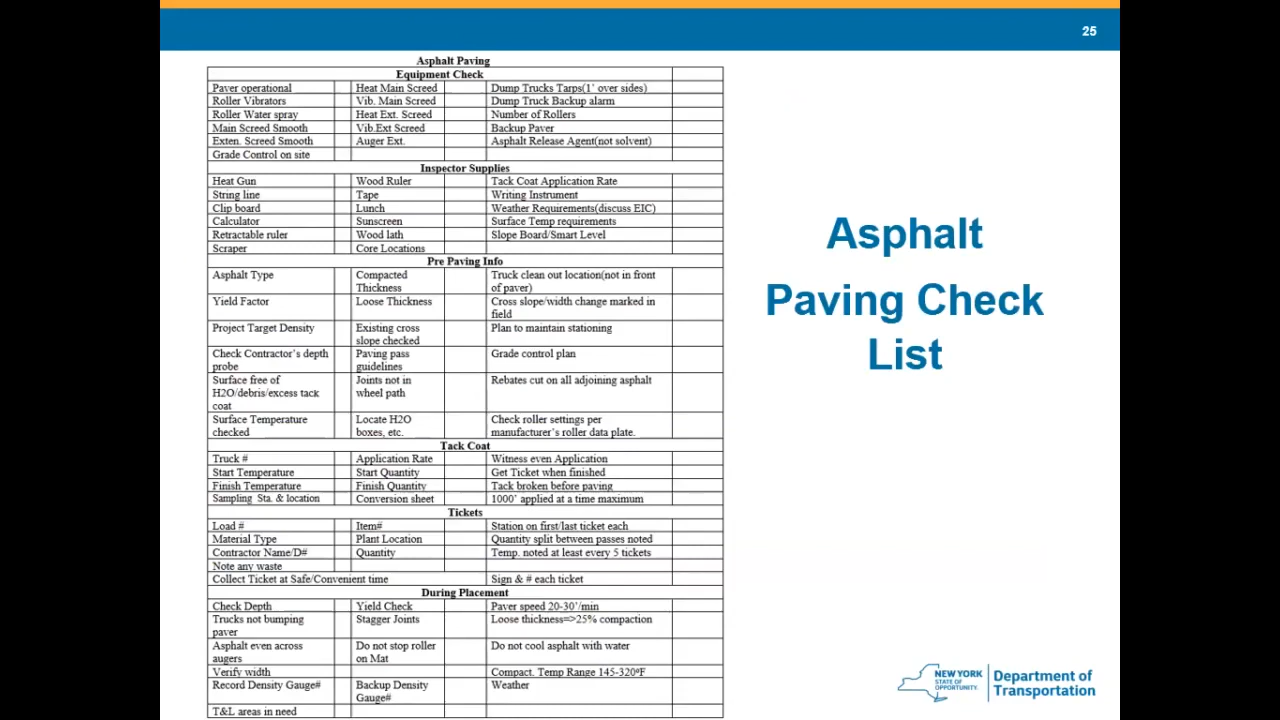 25
Asphalt Paving
Equipment Check
Paver operational Heat Main Screed Dump Trucks Tarps(1’ over sides)
Roller Vibrators Vib. Main Screed Dump Truck Backup alarm
Roller Water spray Heat Ext. Screed Number of Rollers
Main Screed Smooth Vib.Ext Screed Backup Paver
Exten. Screed Smooth Auger Ext. Asphalt Release Agent(not solvent)
Grade Control on site
Inspector Supplies
Heat Gun Wood Ruler Tack Coat Application Rate
String line Tape Writing Instrument
Clip board Lunch Weather Requirements(discuss EIC)
Calculator Sunscreen Surface Temp requirements
Retractable ruler Wood lath Slope Board/Smart Level
Scraper Core Locations
Pre Paving Info
Asphalt Type Compacted Thickness Truck clean out location(not in front of paver)
Yield Factor Loose Thickness Cross slope/width change marked in field
Project Target Density Existing cross slope checked Plan to maintain stationing
Check Contractor’s depth probe Paving pass guidelines Grade control plan
Surface free of H2O/debris/excess tack coat Joints not in wheel path Rebates cut on all adjoining asphalt
Surface Temperature checked Locate H2O boxes, etc. Check roller settings per manufacturer’s roller data plate.
Tack Coat
Truck # Application Rate Witness even Application
Start Temperature Start Quantity Get Ticket when finished
Finish Temperature Finish Quantity Tack broken before paving
Sampling Sta. & location Conversion sheet 1000’ applied at a time maximum
Tickets
Load # Item# Station on first/last ticket each
Material Type Plant Location Quantity split between passes noted
Contractor Name/D# Quantity Temp. noted at least every 5 tickets
Note any waste
Collect Ticket at Safe/Convenient time Sign & # each ticket
During Placement
Check Depth Yield Check Paver speed 20-30’/min
Trucks not bumping paver Stagger Joints Loose thickness=>25% compaction
Asphalt even across augers Do not stop roller on Mat Do not cool asphalt with water
Verify width Compact. Temp Range 145-320ºF
Record Density Gauge# Backup Density Gauge# Weather
T&L areas in need
Asphalt
Paving Check
List
NEW YORK
STATE OF
OPPORTUNITY.
Department of
Transportation